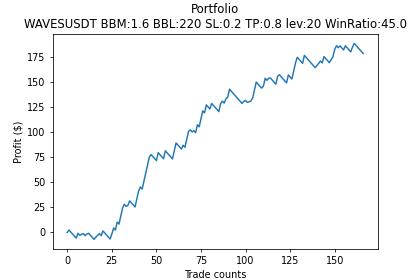 Portfolio
WAVESUSDT BBM:1.6 BBL:220 SL:0.2 TP:0.8 lev:20 WinRatio:45.0
175
150
125
100
75
50
25
0
Profit ($)
0 25 50 75 100 125 150
Trade counts